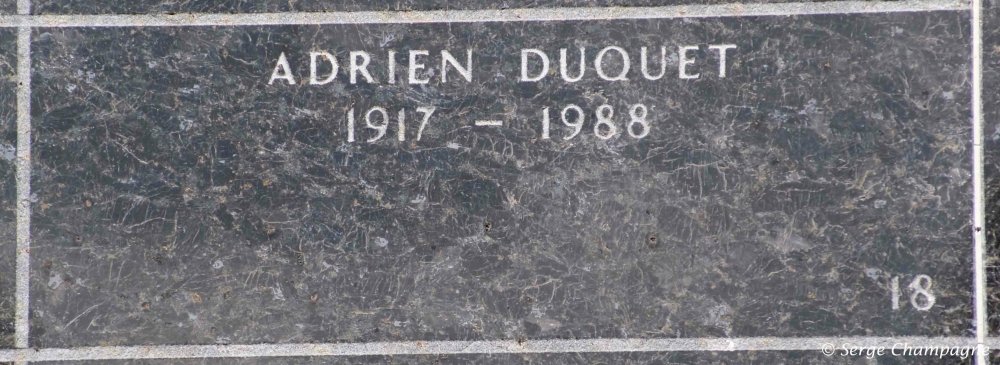 ADRIEN DUQUET
1917 – 1988
18
© Serge Champagne